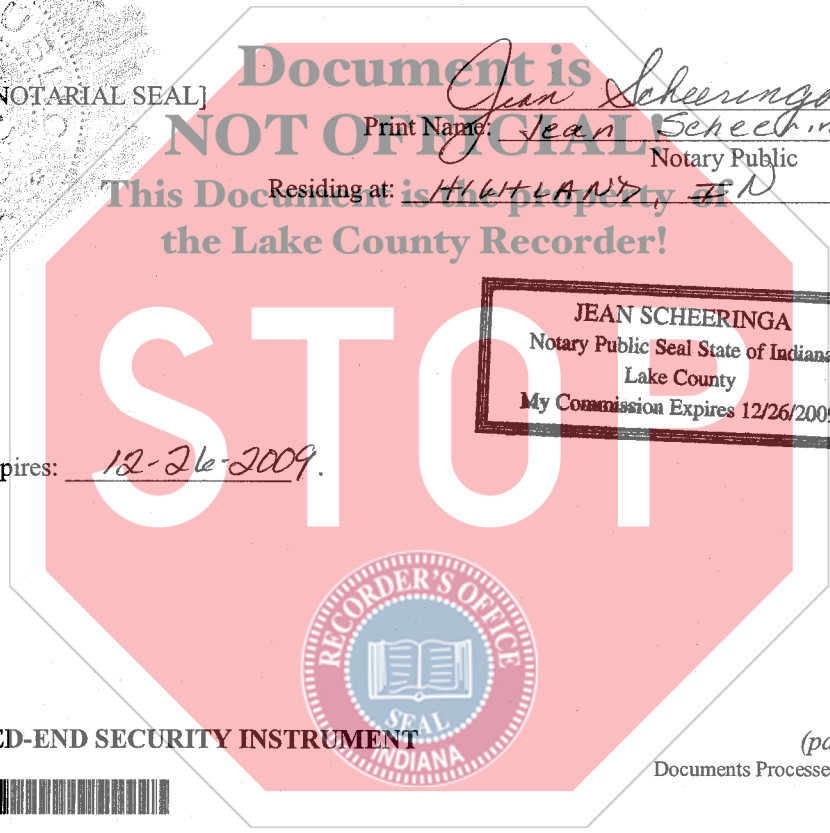 Document is
NOTARIAL SEAL]
Jean Scheeringa
NOT OFFICIAL!
Print Name: Jean Scheerin
Notary Public
This Document is the property of
Residing at: HIGHLAND, IN
the Lake County Recorder!
JEAN SCHEERINGA
Notary Public Seal State of Indiana
Lake County
My Commission Expires 12/26/2009
STOP
pires: 12-26-2009.
RECORDER'S OFFICE
SEAL
INDIANA
ED-END SECURITY INSTRUMENT
(pa
Documents Processe